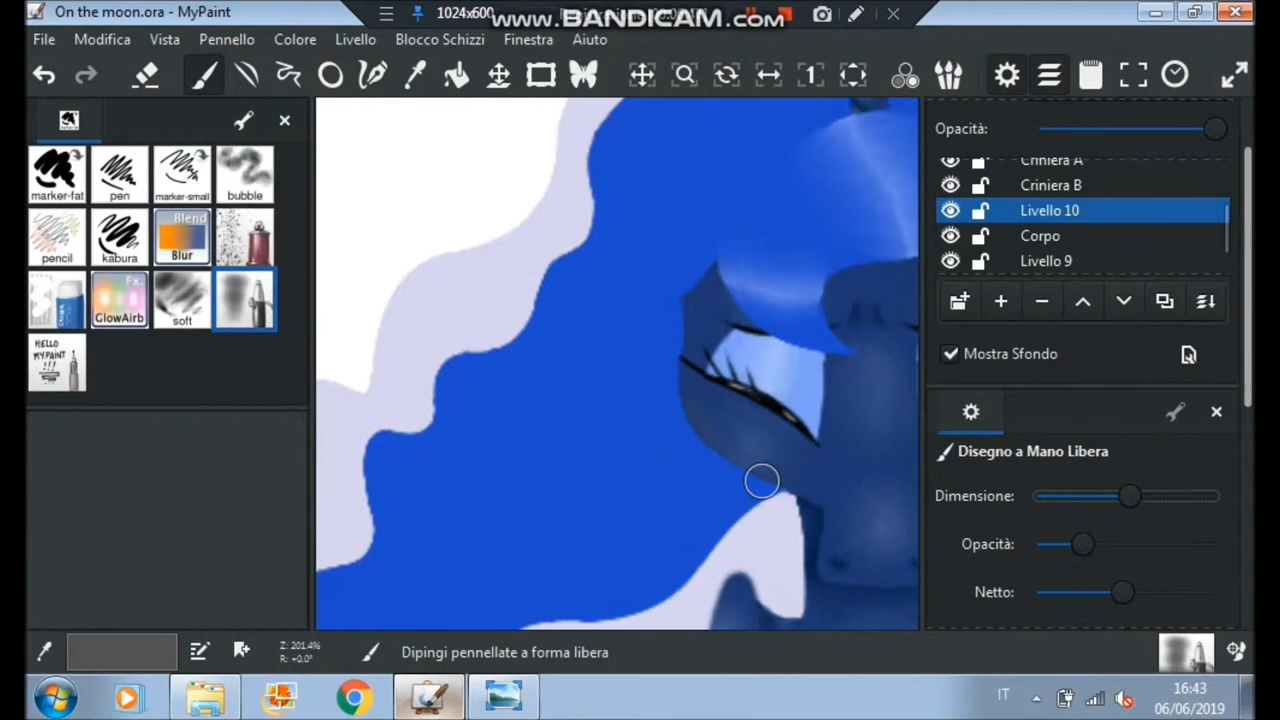 On the moon.ora - MyPaint
1024x600
www.BANDICAM.com
File Modifica Vista Pennello Colore Livello Blocco Schizzi Finestra Aiuto
1
Opacità:
marker-fat pen marker-small bubble
pencil kabura Blend Blur
Fx. GlowAirb soft
HELLO MYPAINT !!!
Criniera A
Criniera B
Livello 10
Corpo
Livello 9
Mostra Sfondo
Disegno a Mano Libera
Dimensione:
Opacità:
Netto:
Z: 201.4%
R: +0.0°
Dipingi pennellate a forma libera
IT
16:43
06/06/2019